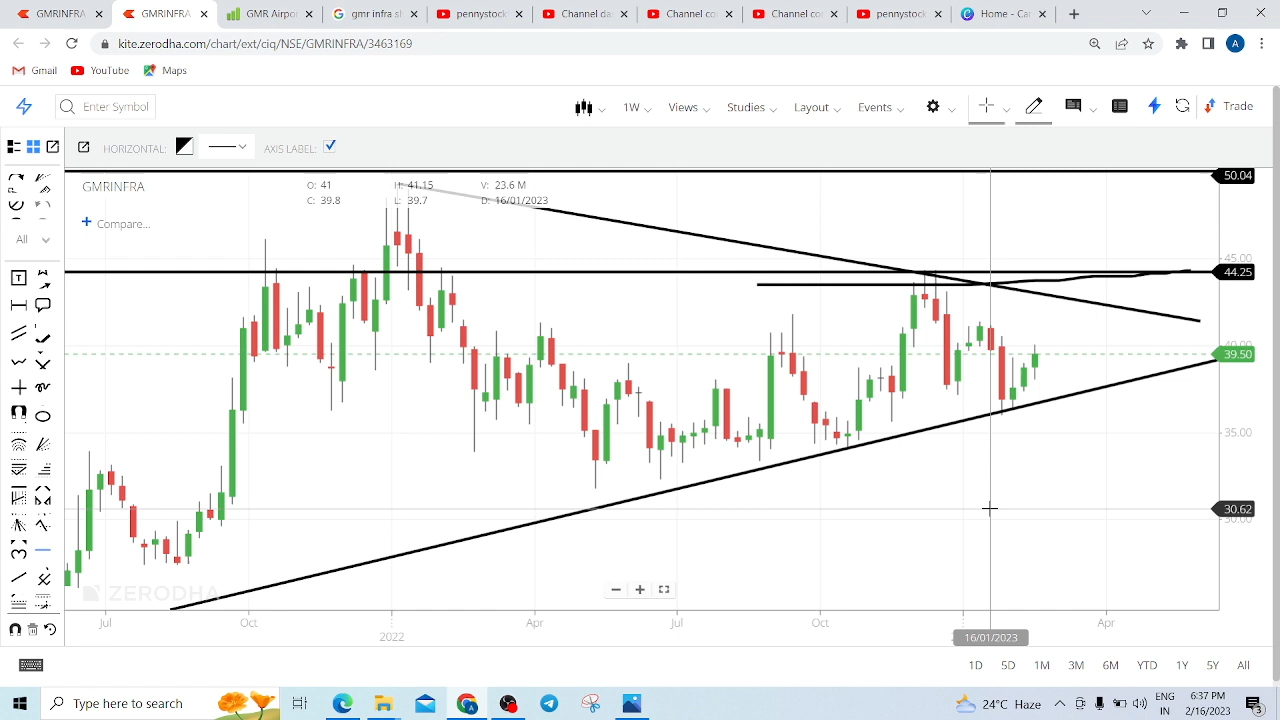 GMRINFRA
GMRINFRA
GMR Airpo
gmr infra sl
pennystock
Channel da
Channel co
Channel co
pennystock
Home - Ca
kite.zerodha.com/chart/ext/ciq/NSE/GMRINFRA/3463169
A
Gmail
YouTube
Maps
Enter Symbol
1W
Views
Studies
Layout
Events
Trade
HORIZONTAL:
AXIS LABEL:
GMRINFRA
O: 41
H: 41.15
V: 23.6 M
C: 39.8
L: 39.7
D: 16/01/2023
Compare...
All
50.04
45.00
44.25
40.00
39.50
35.00
30.62
30.00
ZERODHA
Jul
Oct
2022
Apr
Jul
Oct
16/01/2023
Apr
1D
5D
1M
3M
6M
YTD
1Y
5Y
All
Type here to search
24°C Haze
ENG
IN
6:37 PM
2/16/2023
3